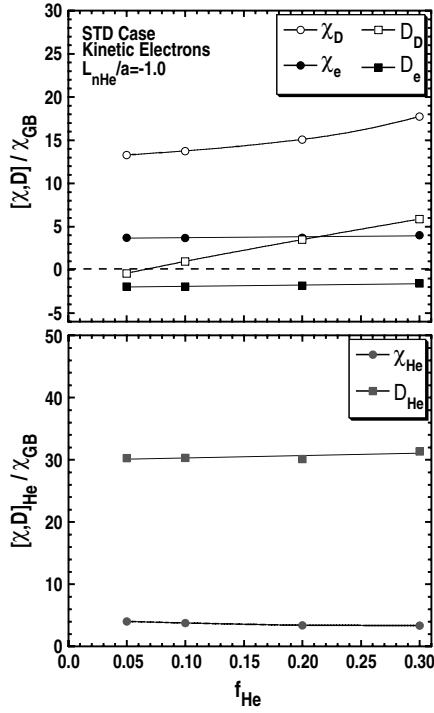 30
25
20
15
10
5
0
-5
[χ,D] / χ_GB
STD Case
Kinetic Electrons
L_nHe/a=-1.0
χ_D D_D
χ_e D_e
50
40
30
20
10
0
[χ,D]_He / χ_GB
χ_He
D_He
0.0 0.05 0.10 0.15 0.20 0.25 0.30
f_He